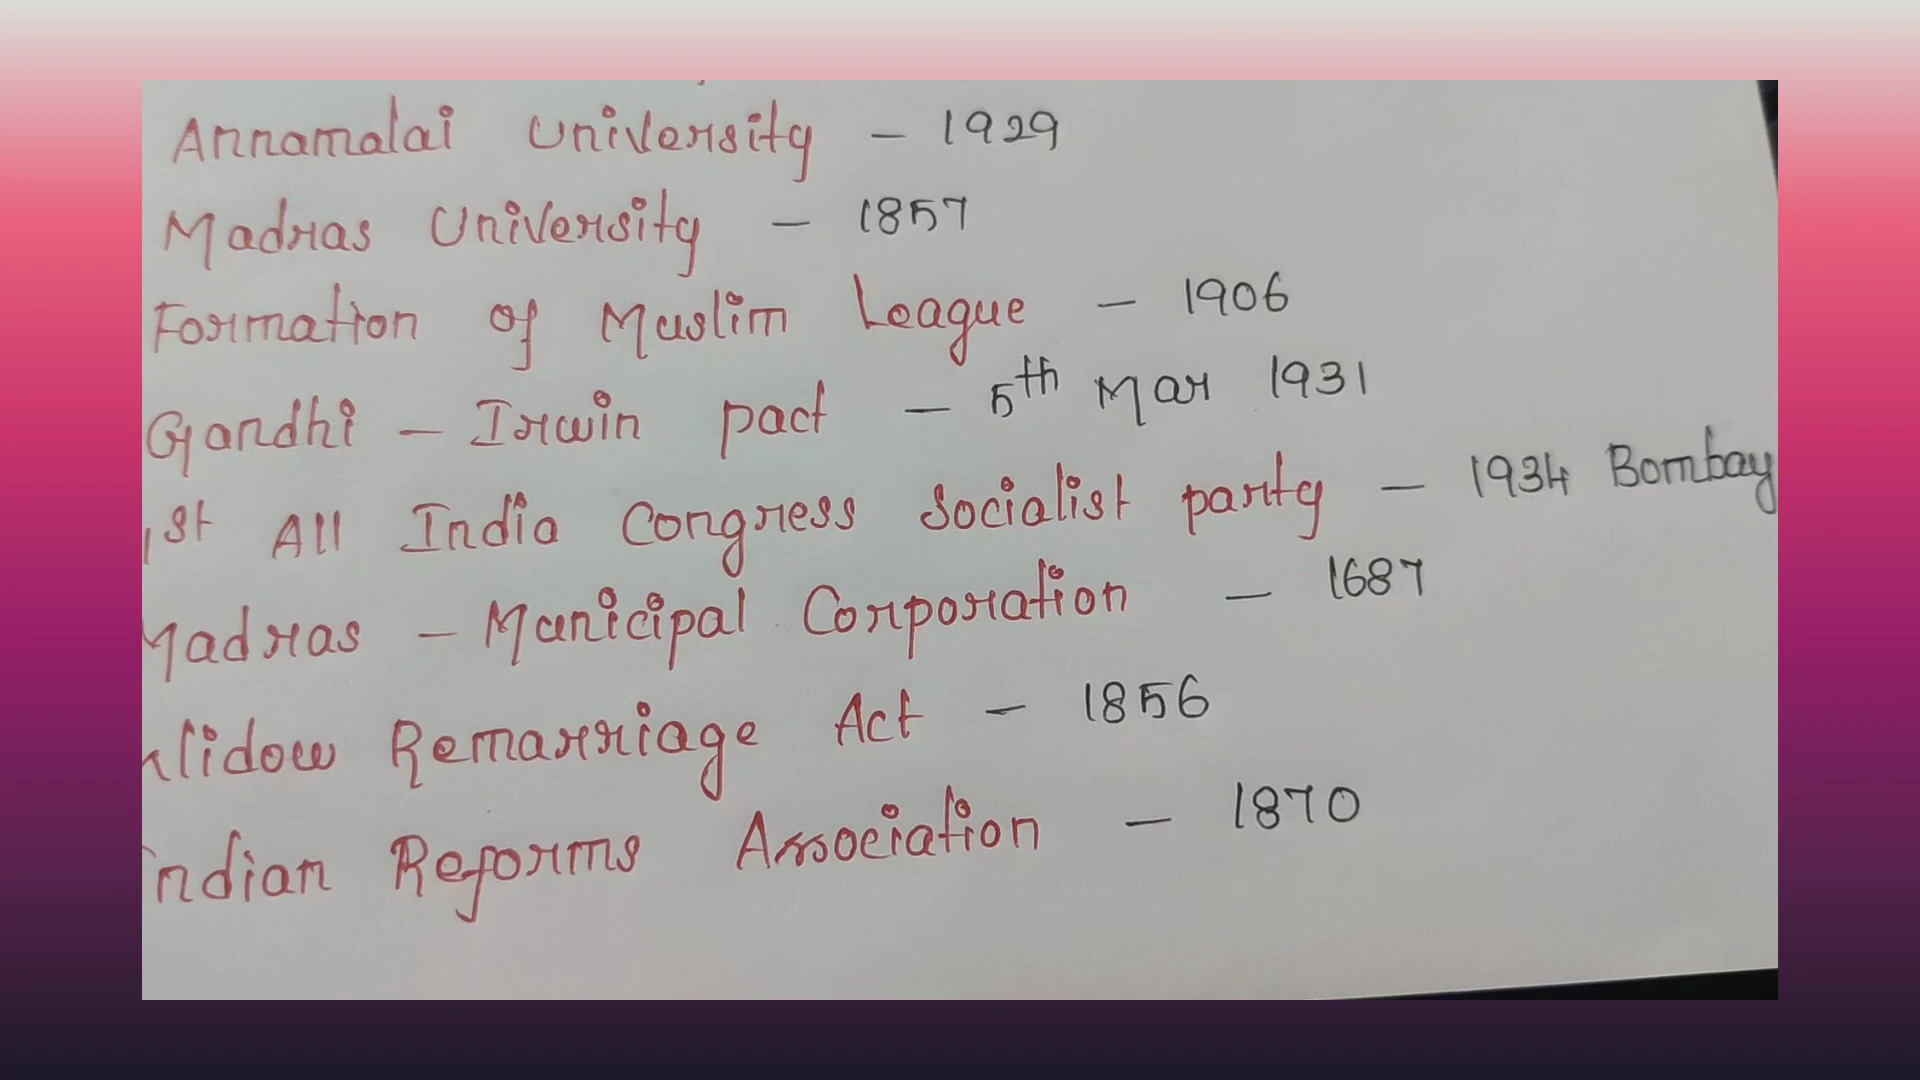 Annamalai University - 1929
Madras University - 1857
Formation of Muslim League - 1906
Gandhi - Irwin pact - 5th Mar 1931
1st All India Congress Socialist party - 1934 Bombay
Madras - Municipal Corporation - 1687
Widow Remarriage Act - 1856
Indian Reforms Association - 1870